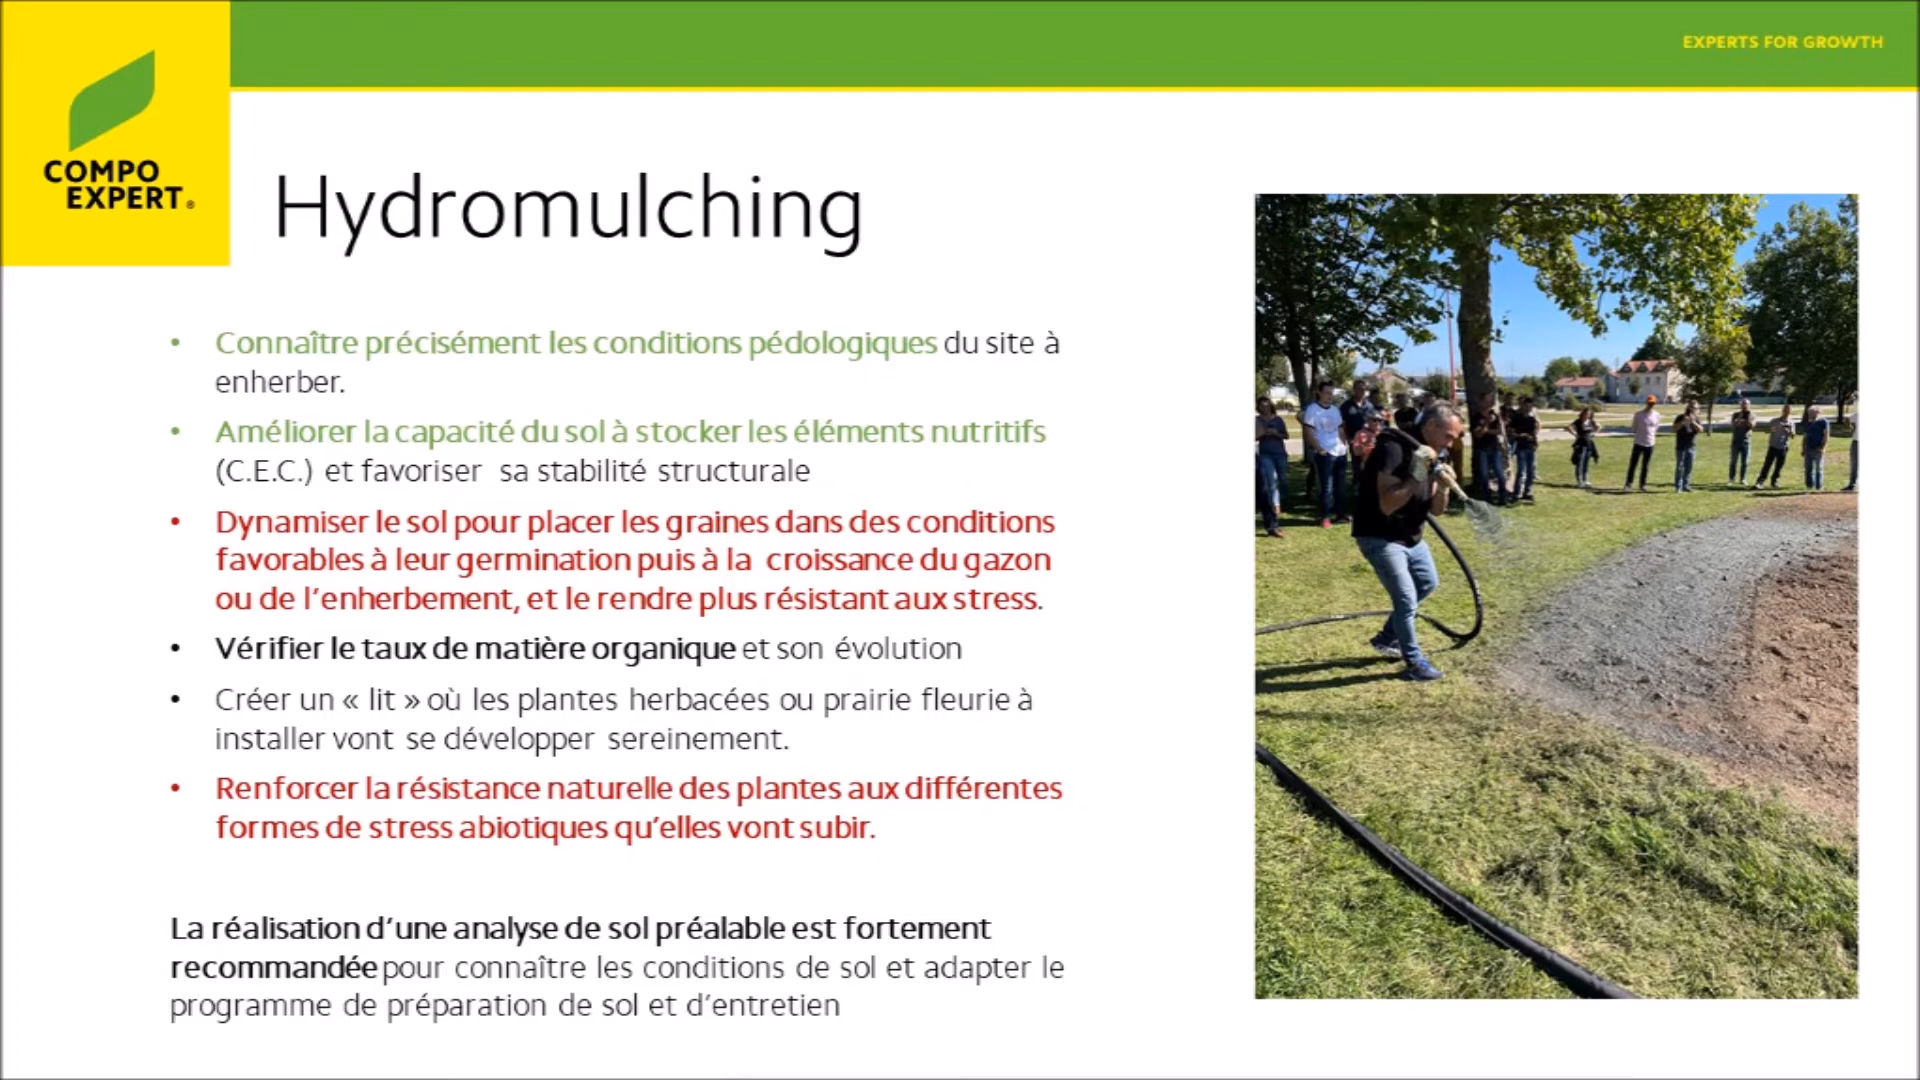 EXPERTS FOR GROWTH
COMPO
EXPERT®
Hydromulching
• Connaître précisément les conditions pédologiques du site à
enherber.
• Améliorer la capacité du sol à stocker les éléments nutritifs
(C.E.C.) et favoriser sa stabilité structurale
• Dynamiser le sol pour placer les graines dans des conditions
favorables à leur germination puis à la croissance du gazon
ou de l’enherbement, et le rendre plus résistant aux stress.
• Vérifier le taux de matière organique et son évolution
• Créer un « lit » où les plantes herbacées ou prairie fleurie à
installer vont se développer sereinement.
• Renforcer la résistance naturelle des plantes aux différentes
formes de stress abiotiques qu’elles vont subir.
La réalisation d’une analyse de sol préalable est fortement
recommandée pour connaître les conditions de sol et adapter le
programme de préparation de sol et d’entretien